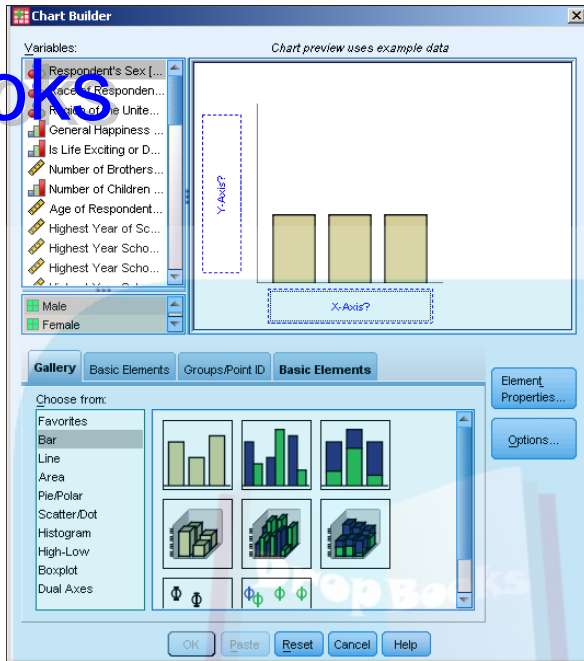 Chart Builder
Variables:
Chart preview uses example data
Respondent's Sex [...
Race of Responden...
Region of the Unite...
General Happiness ...
Is Life Exciting or D...
Number of Brothers...
Number of Children ...
Age of Respondent...
Highest Year of Sc...
Highest Year Scho...
Highest Year Scho...
Male
Female
Y-Axis?
X-Axis?
oks
Gallery
Basic Elements
Groups/Point ID
Basic Elements
Element
Properties...
Options...
Choose from:
Favorites
Bar
Line
Area
Pie/Polar
Scatter/Dot
Histogram
High-Low
Boxplot
Dual Axes
Drop Books
OK
Paste
Reset
Cancel
Help